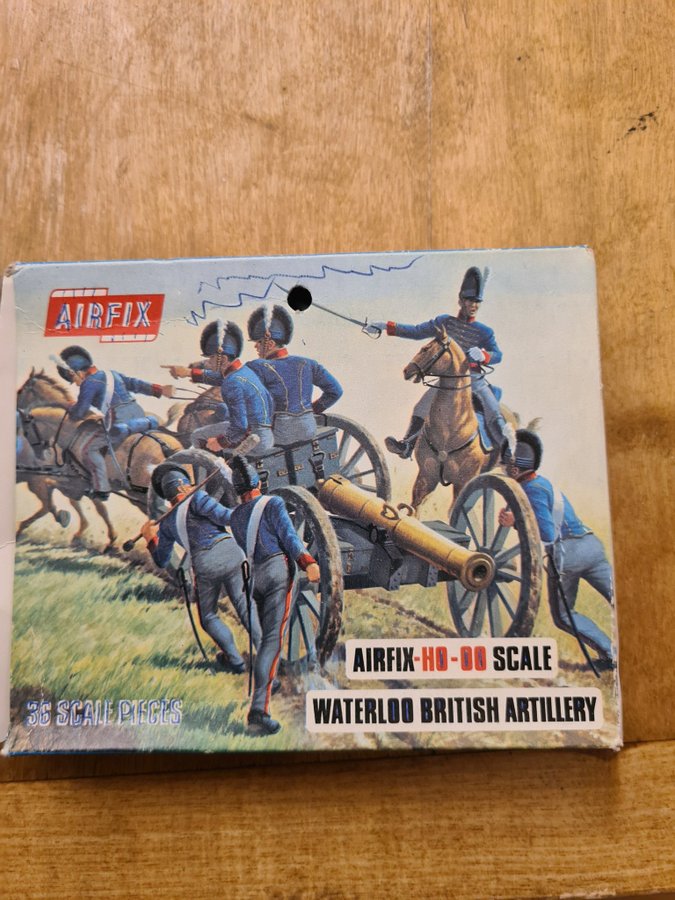 AIRFIX
AIRFIX-HO-OO SCALE
36 SCALE PIECES
WATERLOO BRITISH ARTILLERY